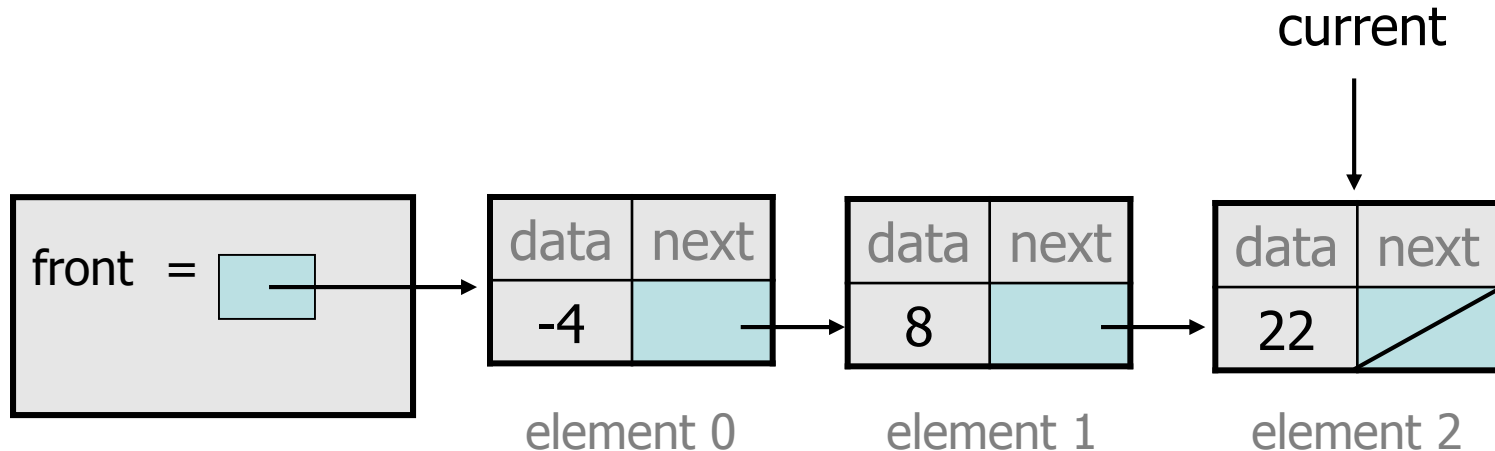 current
front =
data next
-4
element 0
data next
8
element 1
data next
22
element 2